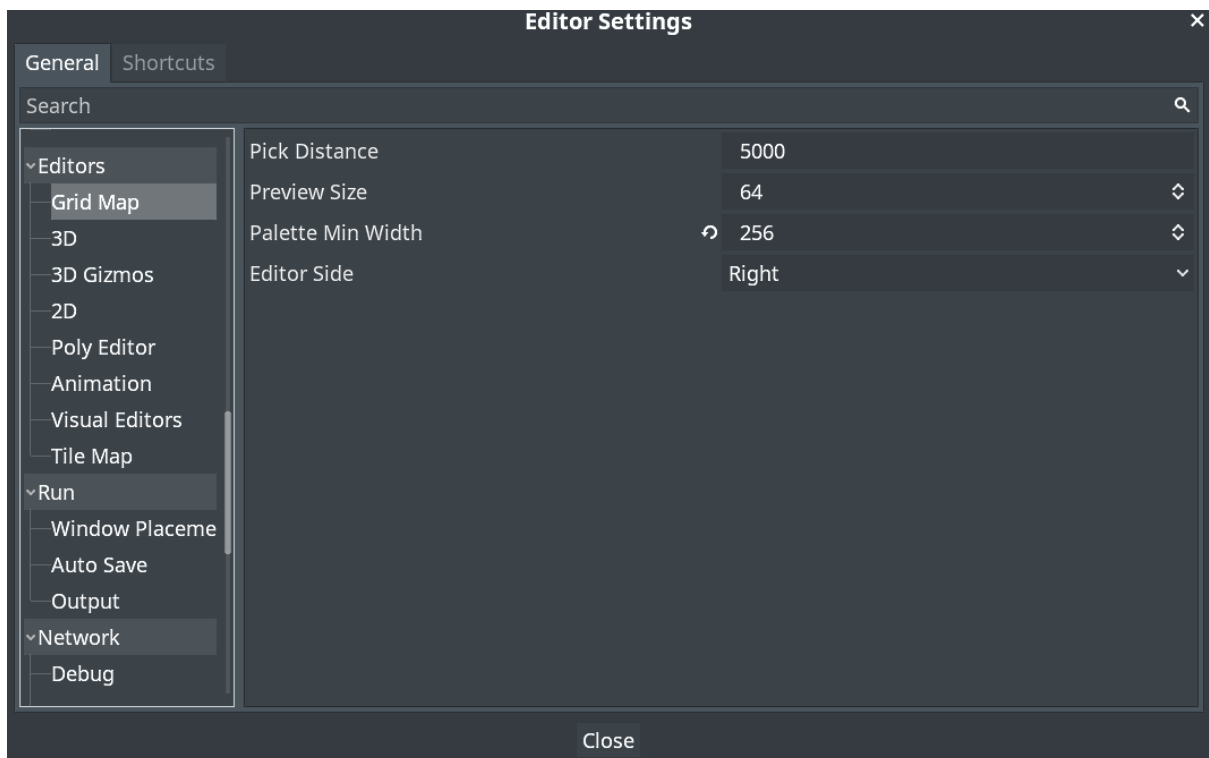 Editor Settings
General Shortcuts
Search
Editors
Grid Map
3D
3D Gizmos
2D
Poly Editor
Animation
Visual Editors
Tile Map
Run
Window Placeme
Auto Save
Output
Network
Debug
Pick Distance 5000
Preview Size 64
Palette Min Width 256
Editor Side Right
Close